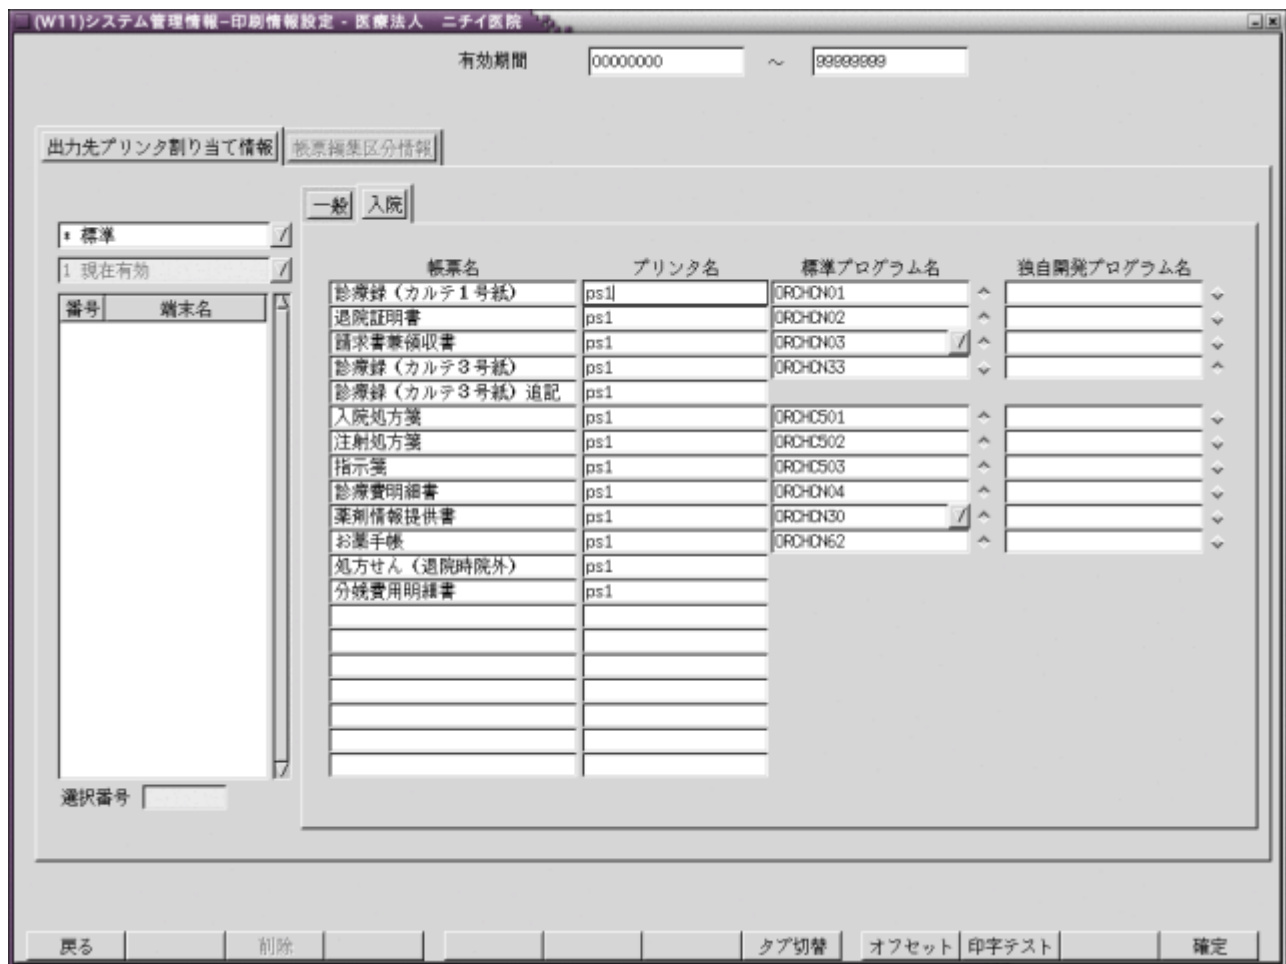 (W11)システム管理情報−印刷情報設定 - 医療法人　ニチイ医院
有効期間 00000000 ～ 99999999
出力先プリンタ割り当て情報 帳票編集区分情報
一般 入院
* 標準
1 現在有効
番号 端末名
帳票名 プリンタ名 標準プログラム名 独自開発プログラム名
診療録（カルテ１号紙） ps1 ORCHCN01
退院証明書 ps1 ORCHCN02
請求書兼領収書 ps1 ORCHCN03
診療録（カルテ３号紙） ps1 ORCHCN33
診療録（カルテ３号紙）追記 ps1
入院処方箋 ps1 ORCHC501
注射処方箋 ps1 ORCHC502
指示箋 ps1 ORCHC503
診療費明細書 ps1 ORCHCN04
薬剤情報提供書 ps1 ORCHCN30
お薬手帳 ps1 ORCHCN62
処方せん（退院時院外） ps1
分娩費用明細書 ps1
選択番号
戻る 削除 タブ切替 オフセット 印字テスト 確定